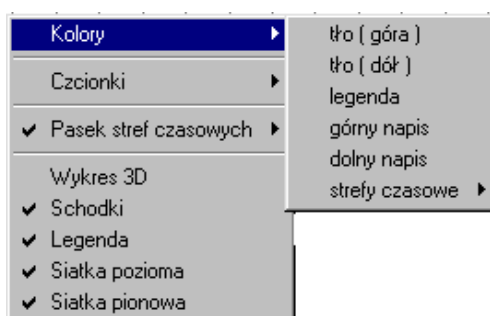 Kolory
Czcionki
Pasek stref czasowych
Wykres 3D
Schodki
Legenda
Siatka pozioma
Siatka pionowa
tło ( góra )
tło ( dół )
legenda
górny napis
dolny napis
strefy czasowe